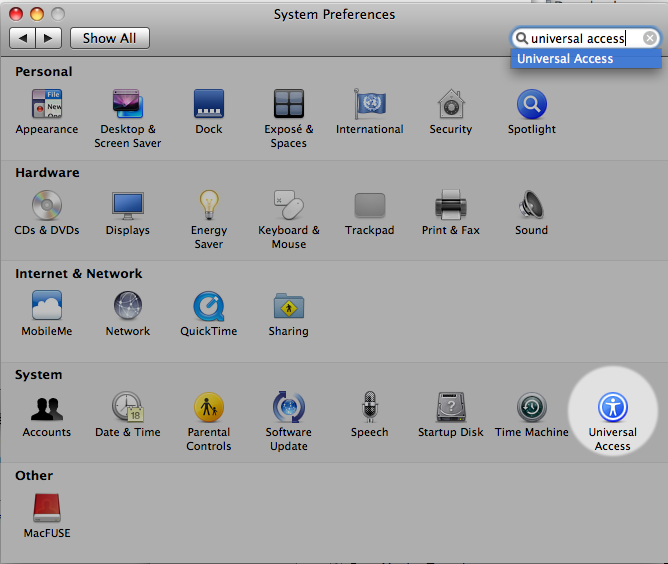 System Preferences
Show All
universal access
Universal Access
Personal
File
New
Appearance
Desktop &
Screen Saver
Dock
Exposé &
Spaces
International
Security
Spotlight
Hardware
CDs & DVDs
Displays
Energy
Saver
Keyboard &
Mouse
Trackpad
Print & Fax
Sound
Internet & Network
MobileMe
Network
QuickTime
Sharing
System
18
Accounts
Date & Time
Parental
Controls
Software
Update
Speech
Startup Disk
Time Machine
Universal
Access
Other
MacFUSE